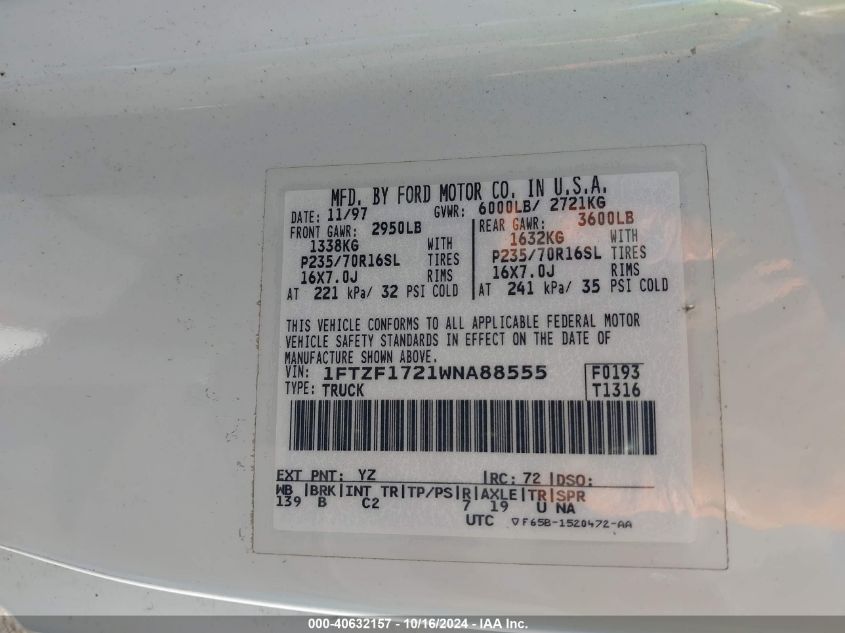 MFD. BY FORD MOTOR CO. IN U.S.A.
DATE: 11/97 GVWR: 6000LB/ 2721KG
FRONT GAWR: 2950LB REAR GAWR: 3600LB
1338KG WITH 1632KG WITH
P235/70R16SL TIRES P235/70R16SL TIRES
16X7.0J RIMS 16X7.0J RIMS
AT 221 kPa/ 32 PSI COLD AT 241 kPa/ 35 PSI COLD
THIS VEHICLE CONFORMS TO ALL APPLICABLE FEDERAL MOTOR
VEHICLE SAFETY STANDARDS IN EFFECT ON THE DATE OF
MANUFACTURE SHOWN ABOVE.
VIN: 1FTZF1721WNA88555 F0193
TYPE: TRUCK T1316
EXT PNT: YZ RC: 72 DSO:
WB BRK INT TR TP/PS R AXLE TR SPR
139 B C2 7 19 U NA
UTC ▽F65B-1520472-AA
000-40632157 - 10/16/2024 - IAA Inc.